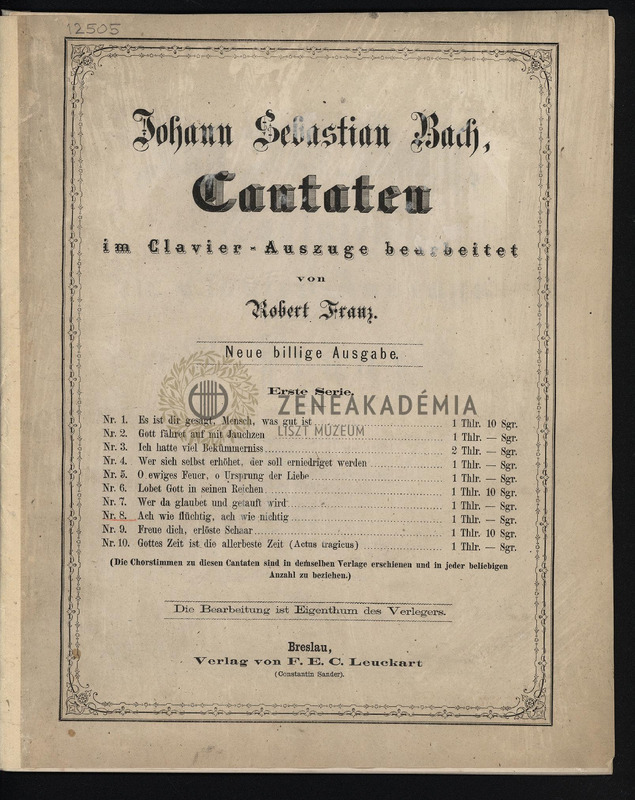 12505
Johann Sebastian Bach,
Cantaten
im Clavier-Auszuge bearbeitet
von
Robert Franz.
Neue billige Ausgabe.
Erste Serie.
ZENEAKADÉMIA
LISZT MÚZEUM
Nr. 1. Es ist dir gesagt, Mensch, was gut ist 1 Thlr. 10 Sgr.
Nr. 2. Gott fähret auf mit Jauchzen 1 Thlr. — Sgr.
Nr. 3. Ich hatte viel Bekümmerniss 2 Thlr. — Sgr.
Nr. 4. Wer sich selbst erhöhet, der soll erniedriget werden 1 Thlr. — Sgr.
Nr. 5. O ewiges Feuer, o Ursprung der Liebe 1 Thlr. — Sgr.
Nr. 6. Lobet Gott in seinen Reichen 1 Thlr. 10 Sgr.
Nr. 7. Wer da glaubet und getauft wird 1 Thlr. — Sgr.
Nr. 8. Ach wie flüchtig, ach wie nichtig 1 Thlr. — Sgr.
Nr. 9. Freue dich, erlöste Schaar 1 Thlr. 10 Sgr.
Nr. 10. Gottes Zeit ist die allerbeste Zeit (Actus tragicus) 1 Thlr. — Sgr.
(Die Chorstimmen zu diesen Cantaten sind in demselben Verlage erschienen und in jeder beliebigen
Anzahl zu beziehen.)
Die Bearbeitung ist Eigenthum des Verlegers.
Breslau,
Verlag von F. E. C. Leuckart
(Constantin Sander).